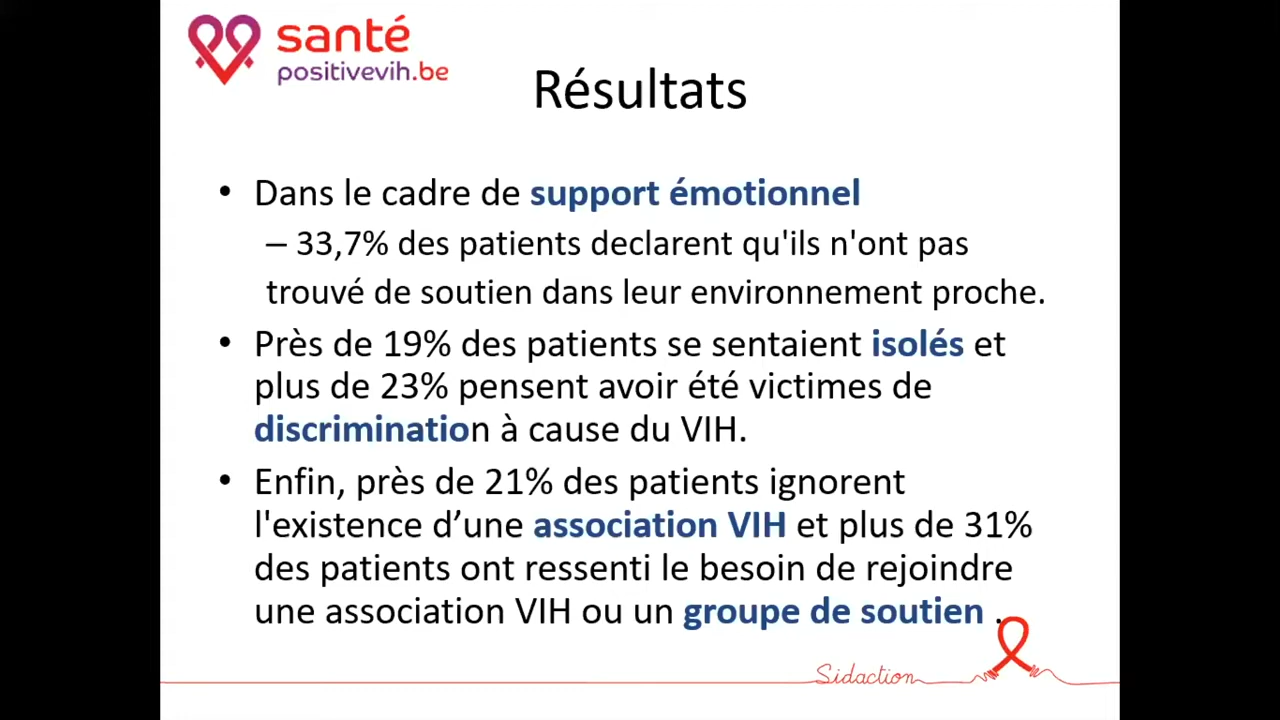 santé
positivevih.be
Résultats
• Dans le cadre de support émotionnel
– 33,7% des patients declarent qu'ils n'ont pas
trouvé de soutien dans leur environnement proche.
• Près de 19% des patients se sentaient isolés et
plus de 23% pensent avoir été victimes de
discrimination à cause du VIH.
• Enfin, près de 21% des patients ignorent
l'existence d’une association VIH et plus de 31%
des patients ont ressenti le besoin de rejoindre
une association VIH ou un groupe de soutien .
Sidaction